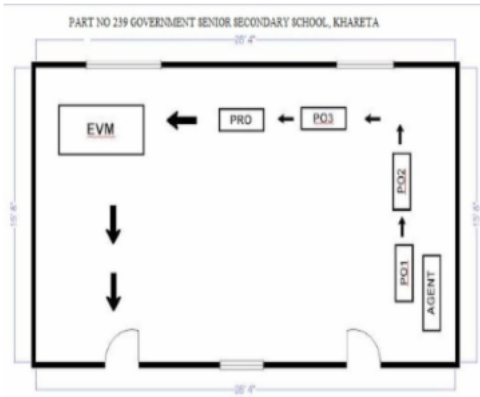 PART NO 239 GOVERNMENT SENIOR SECONDARY SCHOOL, KHARETA
EVM
PRO
PO3
PO2
PO1
AGENT